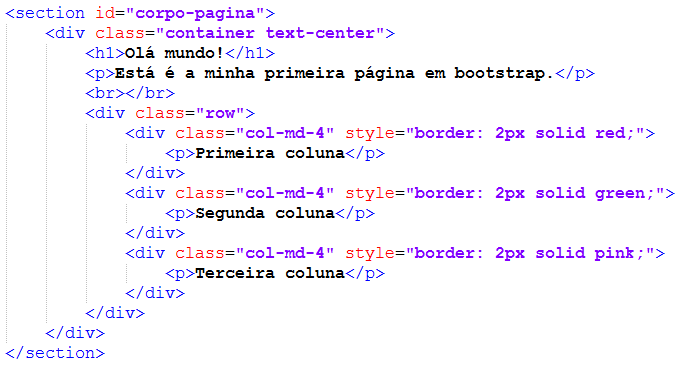 <section id="corpo-pagina">
    <div class="container text-center">
        <h1>Olá mundo!</h1>
        <p>Está é a minha primeira página em bootstrap.</p>
        <br></br>
        <div class="row">
            <div class="col-md-4" style="border: 2px solid red;">
                <p>Primeira coluna</p>
            </div>
            <div class="col-md-4" style="border: 2px solid green;">
                <p>Segunda coluna</p>
            </div>
            <div class="col-md-4" style="border: 2px solid pink;">
                <p>Terceira coluna</p>
            </div>
        </div>
    </div>
</section>